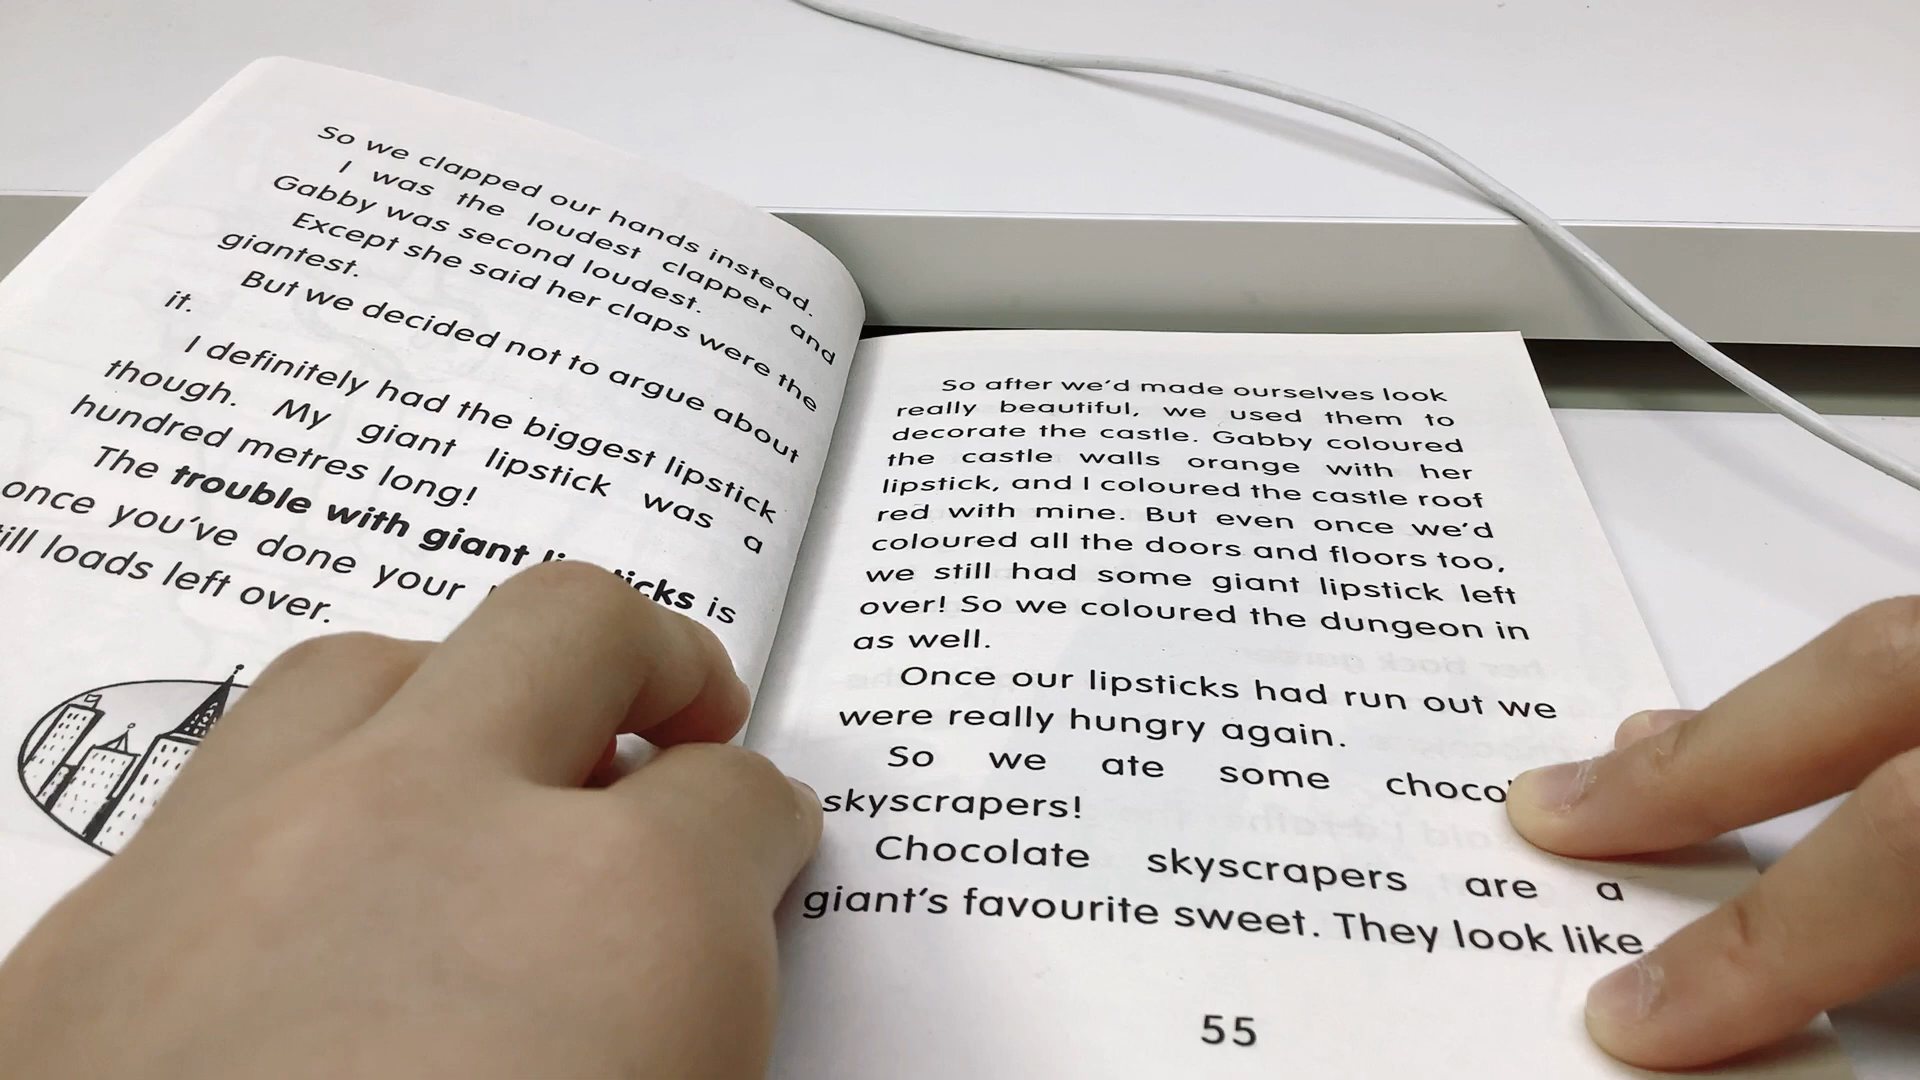 So we clapped our hands instead.
I was the loudest clapper and
Gabby was second loudest.
Except she said her claps were the
giantest.
But we decided not to argue about
it.
I definitely had the biggest lipstick
though. My giant lipstick was a
hundred metres long!
The trouble with giant is
once you've done your
loads left over.
So after we'd made ourselves look
really beautiful, we used them to
decorate the castle. Gabby coloured
the castle walls orange with her
lipstick, and I coloured the castle roof
red with mine. But even once we'd
coloured all the doors and floors too,
we still had some giant lipstick left
over! So we coloured the dungeon in
as well.
Once our lipsticks had run out we
were really hungry again.
So we ate some
skyscrapers!
Chocolate skyscrapers are a
giant's favourite sweet. They look like
55